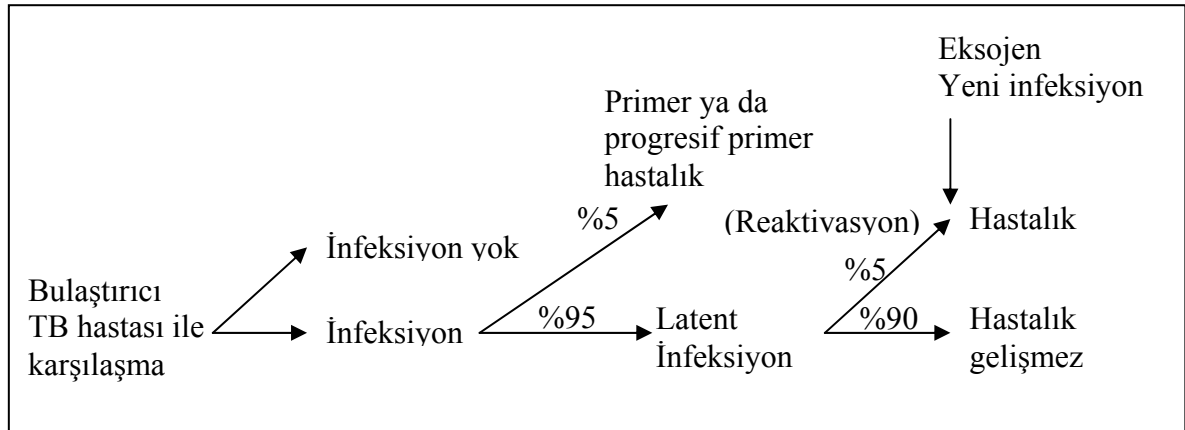 Eksojen
Yeni infeksiyon
Primer ya da
progresif primer
hastalık
%5
(Reaktivasyon)
Hastalık
İnfeksiyon yok
%5
Bulaştırıcı
TB hastası ile
karşılaşma
İnfeksiyon
%95
Latent
İnfeksiyon
%90
Hastalık
gelişmez